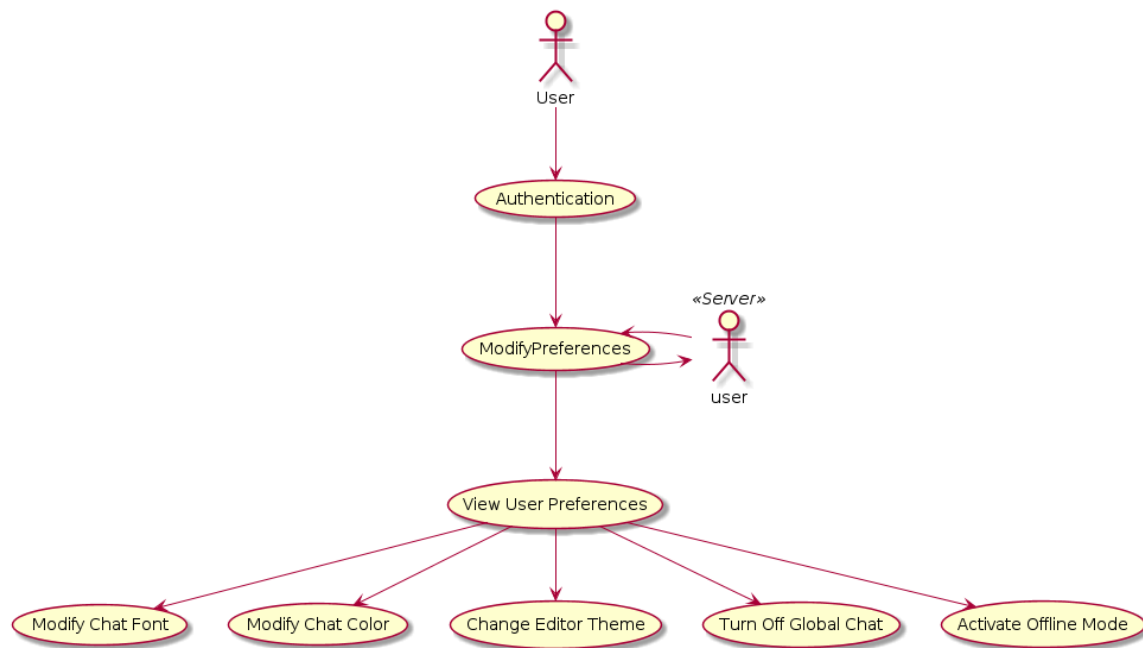 User
Authentication
«Server»
ModifyPreferences
user
View User Preferences
Modify Chat Font
Modify Chat Color
Change Editor Theme
Turn Off Global Chat
Activate Offline Mode